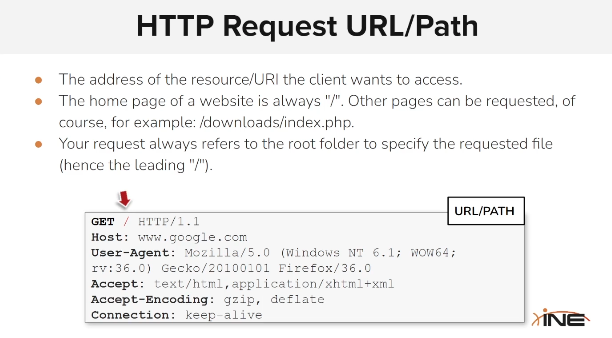 HTTP Request URL/Path
● The address of the resource/URI the client wants to access.
● The home page of a website is always "/". Other pages can be requested, of
course, for example: /downloads/index.php.
● Your request always refers to the root folder to specify the requested file
(hence the leading "/").
URL/PATH
GET / HTTP/1.1
Host: www.google.com
User-Agent: Mozilla/5.0 (Windows NT 6.1; WOW64;
rv:36.0) Gecko/20100101 Firefox/36.0
Accept: text/html,application/xhtml+xml
Accept-Encoding: gzip, deflate
Connection: keep-alive
INE